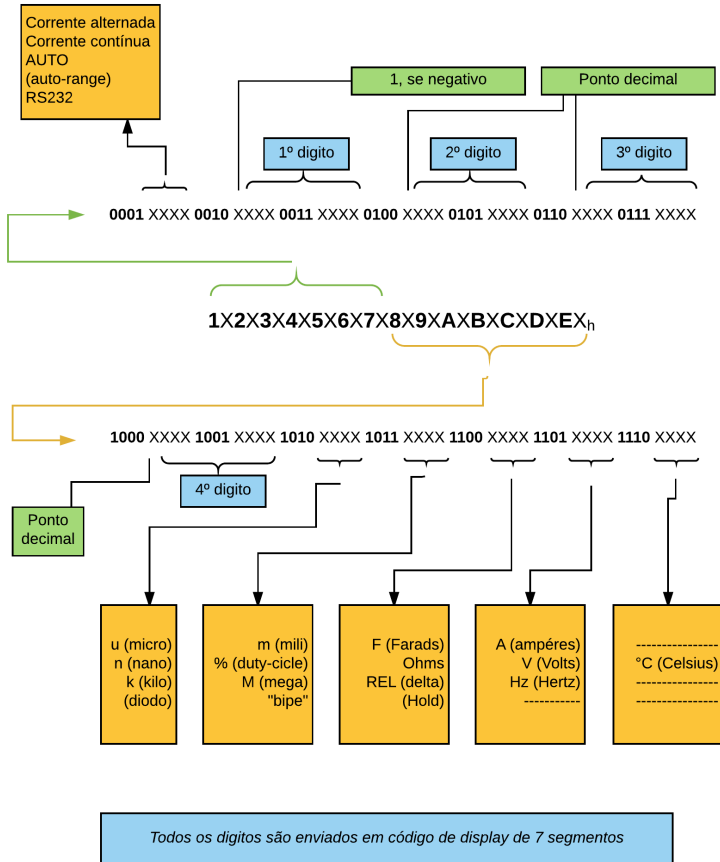 Corrente alternada
Corrente contínua
AUTO
(auto-range)
RS232
1, se negativo
Ponto decimal
1º digito
2º digito
3º digito
0001 XXXX 0010 XXXX 0011 XXXX 0100 XXXX 0101 XXXX 0110 XXXX 0111 XXXX
1X2X3X4X5X6X7X8X9XAXBXCXDXEXh
1000 XXXX 1001 XXXX 1010 XXXX 1011 XXXX 1100 XXXX 1101 XXXX 1110 XXXX
4º digito
Ponto
decimal
u (micro)
n (nano)
k (kilo)
(diodo)
m (mili)
% (duty-cicle)
M (mega)
"bipe"
F (Farads)
Ohms
REL (delta)
(Hold)
A (ampéres)
V (Volts)
Hz (Hertz)
-----------
----------------
°C (Celsius)
----------------
----------------
Todos os digitos são enviados em código de display de 7 segmentos